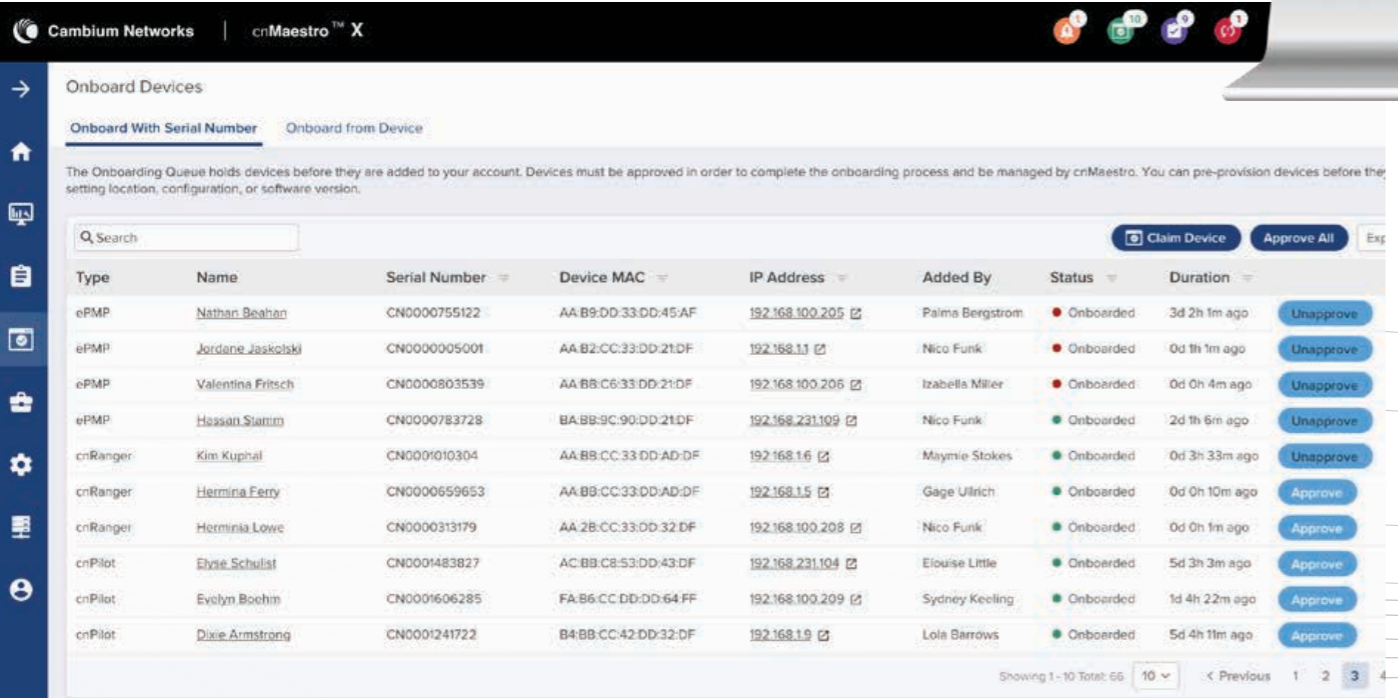 Cambium Networks | cnMaestro™ X 1 10 9 1
Onboard Devices
Onboard With Serial Number Onboard from Device
The Onboarding Queue holds devices before they are added to your account. Devices must be approved in order to complete the onboarding process and be managed by cnMaestro. You can pre-provision devices before they
setting location, configuration, or software version.
Search Claim Device Approve All Exp
Type Name Serial Number Device MAC IP Address Added By Status Duration
ePMP Nathan Beahan CN0000755122 AA:B9:DD:33:DD:45:AF 192.168.100.205 Palma Bergstrom Onboarded 3d 2h 1m ago Unapprove
ePMP Jordane Jaskolski CN0000005001 AA:B2:CC:33:DD:21:DF 192.168.1.1 Nico Funk Onboarded 0d 1h 1m ago Unapprove
ePMP Valentina Fritsch CN0000803539 AA:BB:C6:33:DD:21:DF 192.168.100.206 Izabella Miller Onboarded 0d 0h 4m ago Unapprove
ePMP Hassan Stamm CN0000783728 BA:BB:9C:90:DD:21:DF 192.168.231.109 Nico Funk Onboarded 2d 1h 6m ago Unapprove
cnRanger Kim Kuphal CN0001010304 AA:BB:CC:33:DD:AD:DF 192.168.1.6 Maymie Stokes Onboarded 0d 3h 33m ago Unapprove
cnRanger Hermina Ferry CN0000659653 AA:BB:CC:33:DD:AD:DF 192.168.1.5 Gage Ullrich Onboarded 0d 0h 10m ago Approve
cnRanger Herminia Lowe CN0000313179 AA:2B:CC:33:DD:32:DF 192.168.100.208 Nico Funk Onboarded 0d 0h 1m ago Approve
cnPilot Elyse Schulist CN0001483827 AC:BB:C8:53:DD:43:DF 192.168.231.104 Elouise Little Onboarded 5d 3h 3m ago Approve
cnPilot Evelyn Boehm CN0001606285 FA:B6:CC:DD:DD:64:FF 192.168.100.209 Sydney Keeling Onboarded 1d 4h 22m ago Approve
cnPilot Dixie Armstrong CN0001241722 B4:BB:CC:42:DD:32:DF 192.168.1.9 Lola Barrows Onboarded 5d 4h 11m ago Approve
Showing 1 - 10 Total: 66 10 < Previous 1 2 3 4